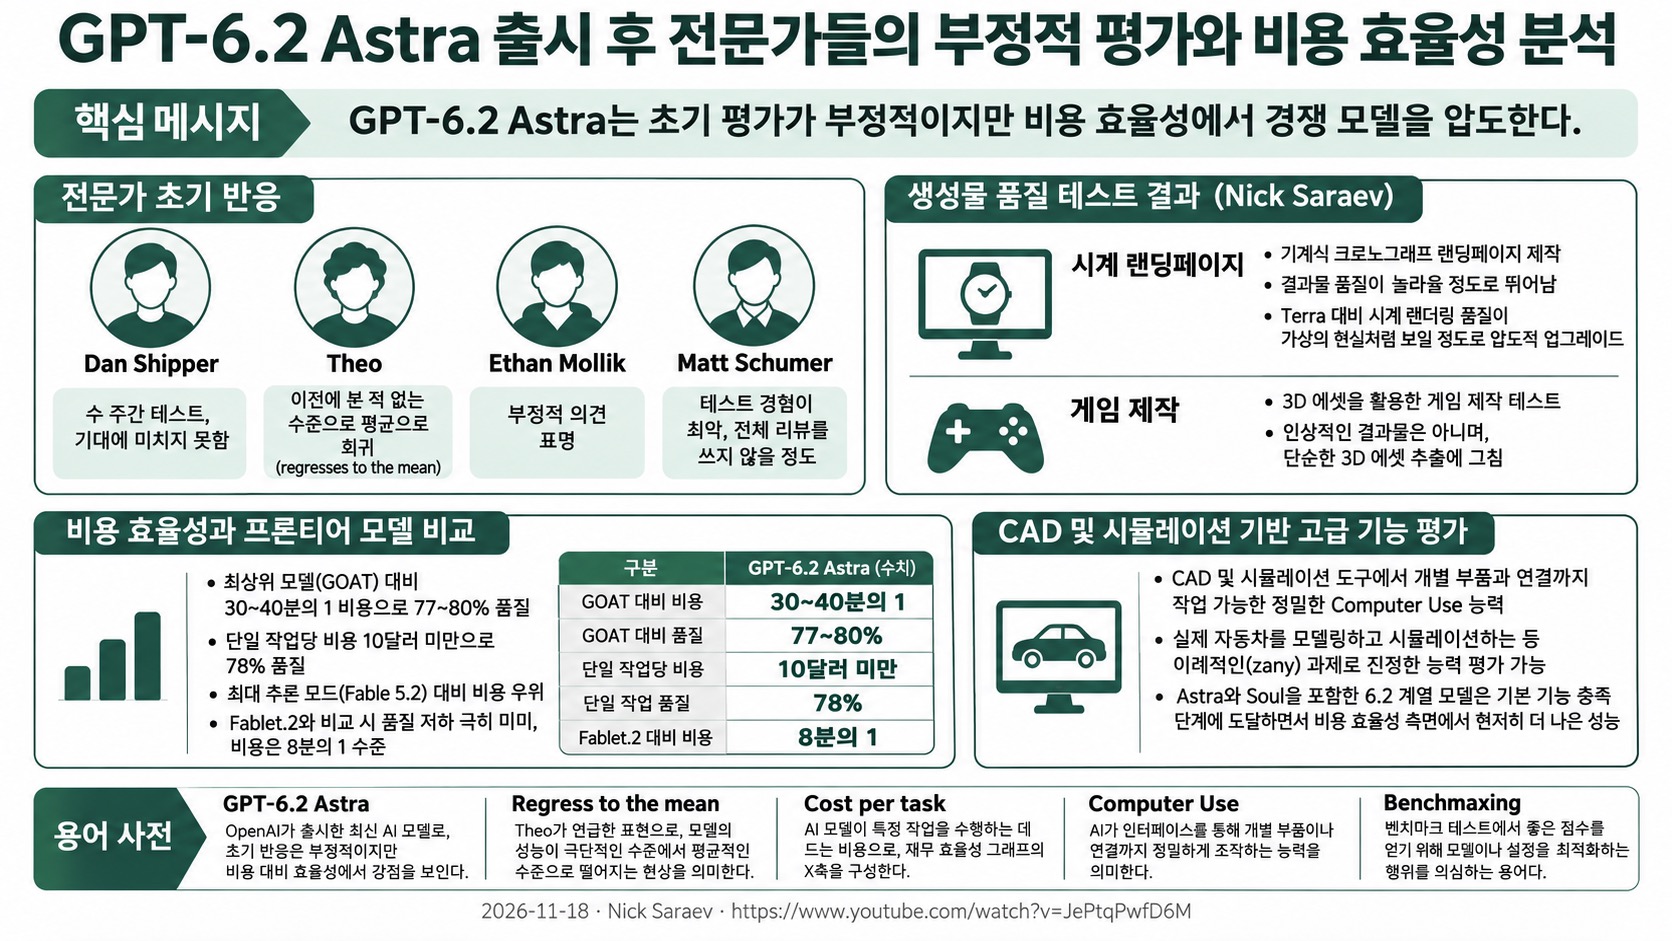 GPT-6.2 Astra 출시 후 전문가들의 부정적 평가와 비용 효율성 분석
핵심 메시지
GPT-6.2 Astra는 초기 평가가 부정적이지만 비용 효율성에서 경쟁 모델을 압도한다.
전문가 초기 반응
Dan Shipper
수 주간 테스트,
기대에 미치지 못함
Theo
이전에 본 적 없는
수준으로 평균으로
회귀
(regresses to the mean)
Ethan Mollik
부정적 의견
표명
Matt Schumer
테스트 경험이
최악, 전체 리뷰를
쓰지 않을 정도
생성물 품질 테스트 결과 (Nick Saraev)
시계 랜딩페이지
• 기계식 크로노그래프 랜딩페이지 제작
• 결과물 품질이 놀라율 정도로 뛰어남
• Terra 대비 시계 랜더링 품질이
가상의 현실처럼 보일 정도로 압도적 업그레이드
게임 제작
• 3D 에셋을 활용한 게임 제작 테스트
• 인상적인 결과물은 아니며,
단순한 3D 에셋 추출에 그침
비용 효율성과 프론티어 모델 비교
• 최상위 모델(GOAT) 대비
30~40분의 1 비용으로 77~80% 품질
• 단일 작업당 비용 10달러 미만으로
78% 품질
• 최대 추론 모드(Fable 5.2) 대비 비용 우위
• Fablet.2와 비교 시 품질 저하 극히 미미,
비용은 8분의 1 수준
구분 GPT-6.2 Astra (수치)
GOAT 대비 비용 30~40분의 1
GOAT 대비 품질 77~80%
단일 작업당 비용 10달러 미만
단일 작업 품질 78%
Fablet.2 대비 비용 8분의 1
CAD 및 시뮬레이션 기반 고급 기능 평가
• CAD 및 시뮬레이션 도구에서 개별 부품과 연결까지
작업 가능한 정밀한 Computer Use 능력
• 실제 자동차를 모델링하고 시뮬레이션하는 등
이례적인(zany) 과제로 진정한 능력 평가 가능
• Astra와 Soul을 포함한 6.2 계열 모델은 기본 기능 충족
단계에 도달하면서 비용 효율성 측면에서 현저히 더 나은 성능
용어 사전
GPT-6.2 Astra
OpenAI가 출시한 최신 AI 모델로,
초기 반응은 부정적이지만
비용 대비 효율성에서 강점을 보인다.
Regress to the mean
Theo가 언급한 표현으로, 모델의
성능이 극단적인 수준에서 평균적인
수준으로 떨어지는 현상을 의미한다.
Cost per task
AI 모델이 특정 작업을 수행하는 데
드는 비용으로, 재무 효율성 그래프의
X축을 구성한다.
Computer Use
AI가 인터페이스를 통해 개별 부품이나
연결까지 정밀하게 조작하는 능력을
의미한다.
Benchmaxing
벤치마크 테스트에서 좋은 점수를
얻기 위해 모델이나 설정을 최적화하는
행위를 의심하는 용어다.
2026-11-18 · Nick Saraev · https://www.youtube.com/watch?v=JePtqPwfD6M